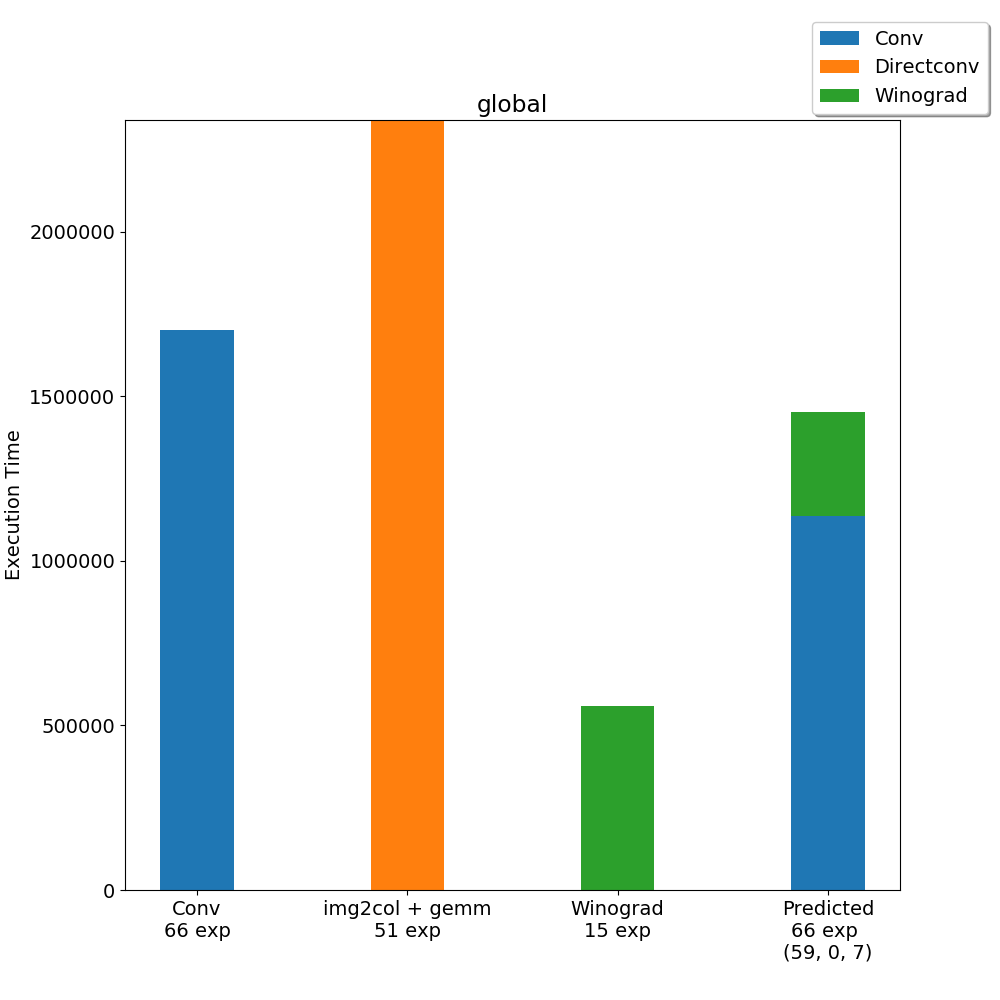 Conv
Directconv
Winograd
global
2000000
1500000
1000000
500000
0
Execution Time
Conv
66 exp
img2col + gemm
51 exp
Winograd
15 exp
Predicted
66 exp
(59, 0, 7)